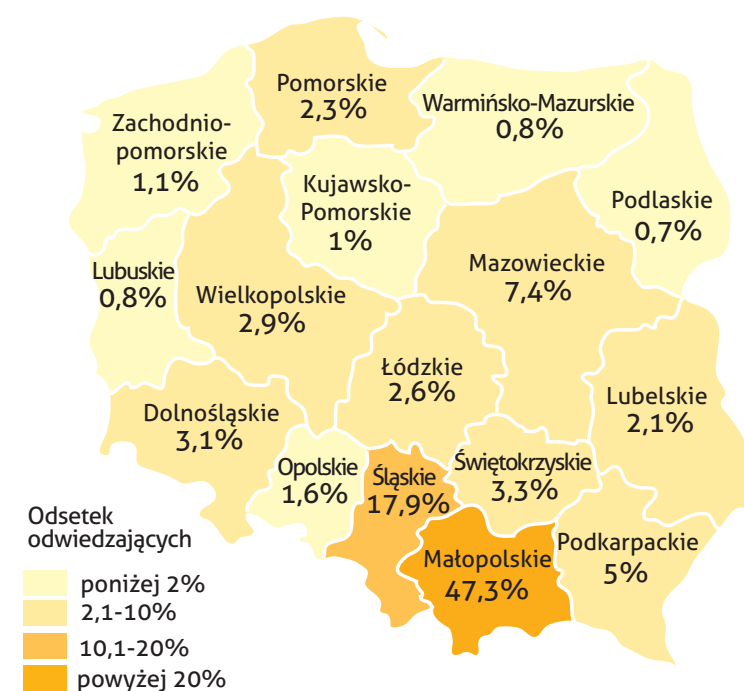 Pomorskie
2,3%
Warmińsko-Mazurskie
0,8%
Zachodnio-
pomorskie
1,1%
Kujawsko-
Pomorskie
1%
Podlaskie
0,7%
Lubuskie
0,8%
Wielkopolskie
2,9%
Mazowieckie
7,4%
Łódzkie
2,6%
Lubelskie
2,1%
Dolnośląskie
3,1%
Opolskie
1,6%
Śląskie
17,9%
Świętokrzyskie
3,3%
Małopolskie
47,3%
Podkarpackie
5%
Odsetek
odwiedzających
poniżej 2%
2,1-10%
10,1-20%
powyżej 20%